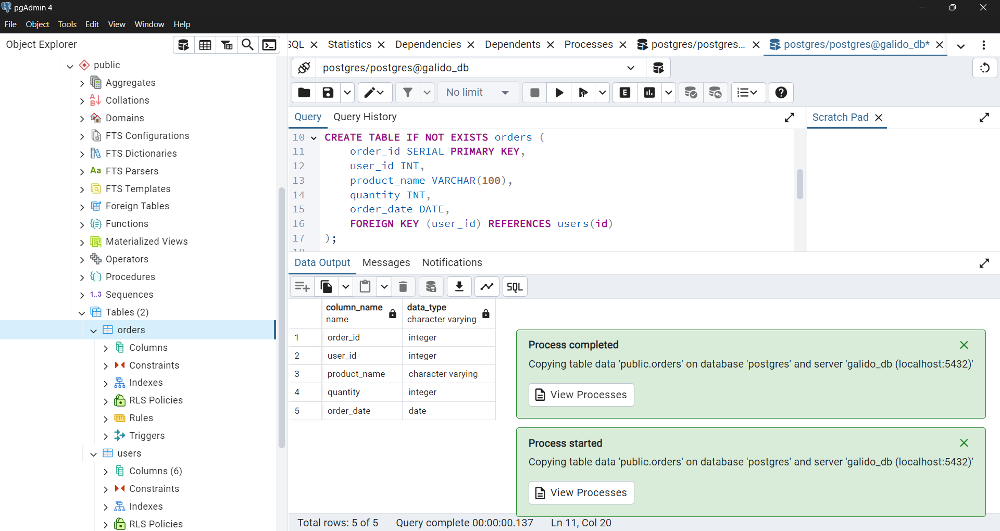 pgAdmin 4
File Object Tools Edit View Window Help
Object Explorer
SQL Statistics Dependencies Dependents Processes postgres/postgres... postgres/postgres@galido_db*
public
Aggregates
Collations
Domains
FTS Configurations
FTS Dictionaries
Aa FTS Parsers
FTS Templates
Foreign Tables
Functions
Materialized Views
Operators
Procedures
1..3 Sequences
Tables (2)
orders
Columns
Constraints
Indexes
RLS Policies
Rules
Triggers
users
Columns (6)
Constraints
Indexes
RLS Policies
postgres/postgres@galido_db
No limit
E
Query Query History
Scratch Pad
10 CREATE TABLE IF NOT EXISTS orders (
11 order_id SERIAL PRIMARY KEY,
12 user_id INT,
13 product_name VARCHAR(100),
14 quantity INT,
15 order_date DATE,
16 FOREIGN KEY (user_id) REFERENCES users(id)
17 );
18
Data Output Messages Notifications
SQL
column_name data_type
name character varying
1 order_id integer
2 user_id integer
3 product_name character varying
4 quantity integer
5 order_date date
Process completed
Copying table data 'public.orders' on database 'postgres' and server 'galido_db (localhost:5432)'
View Processes
Process started
Copying table data 'public.orders' on database 'postgres' and server 'galido_db (localhost:5432)'
View Processes
Total rows: 5 of 5 Query complete 00:00:00.137 Ln 11, Col 20